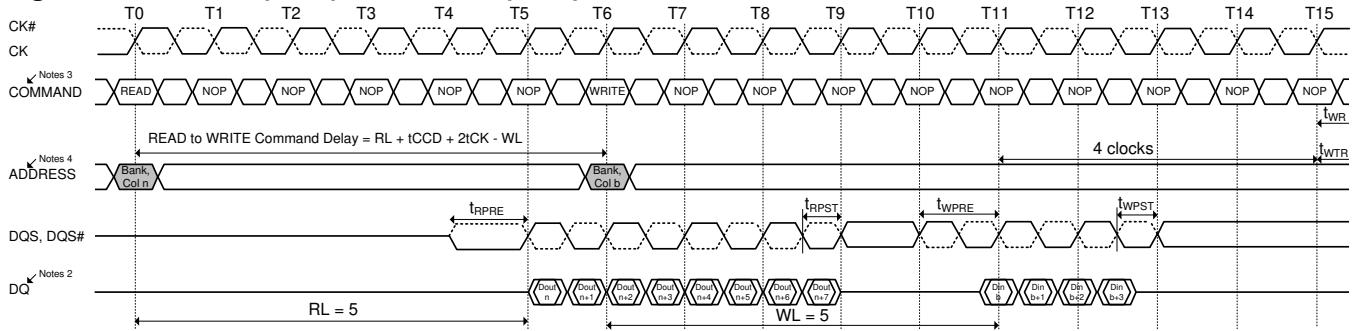 T0 T1 T2 T3 T4 T5 T6 T7 T8 T9 T10 T11 T12 T13 T14 T15
CK#
CK
Notes 3
COMMAND READ NOP NOP NOP NOP NOP WRITE NOP NOP NOP NOP NOP NOP NOP NOP NOP
tWR
READ to WRITE Command Delay = RL + tCCD + 2tCK - WL
4 clocks
tWTR
Notes 4
ADDRESS
Bank, Col n
Bank, Col b
tRPRE tRPST tWPRE tWPST
DQS, DQS#
Notes 2
DQ
Dout n
Dout n+1
Dout n+2
Dout n+3
Dout n+4
Dout n+5
Dout n+6
Dout n+7
Din b
Din b+1
Din b+2
Din b+3
RL = 5
WL = 5